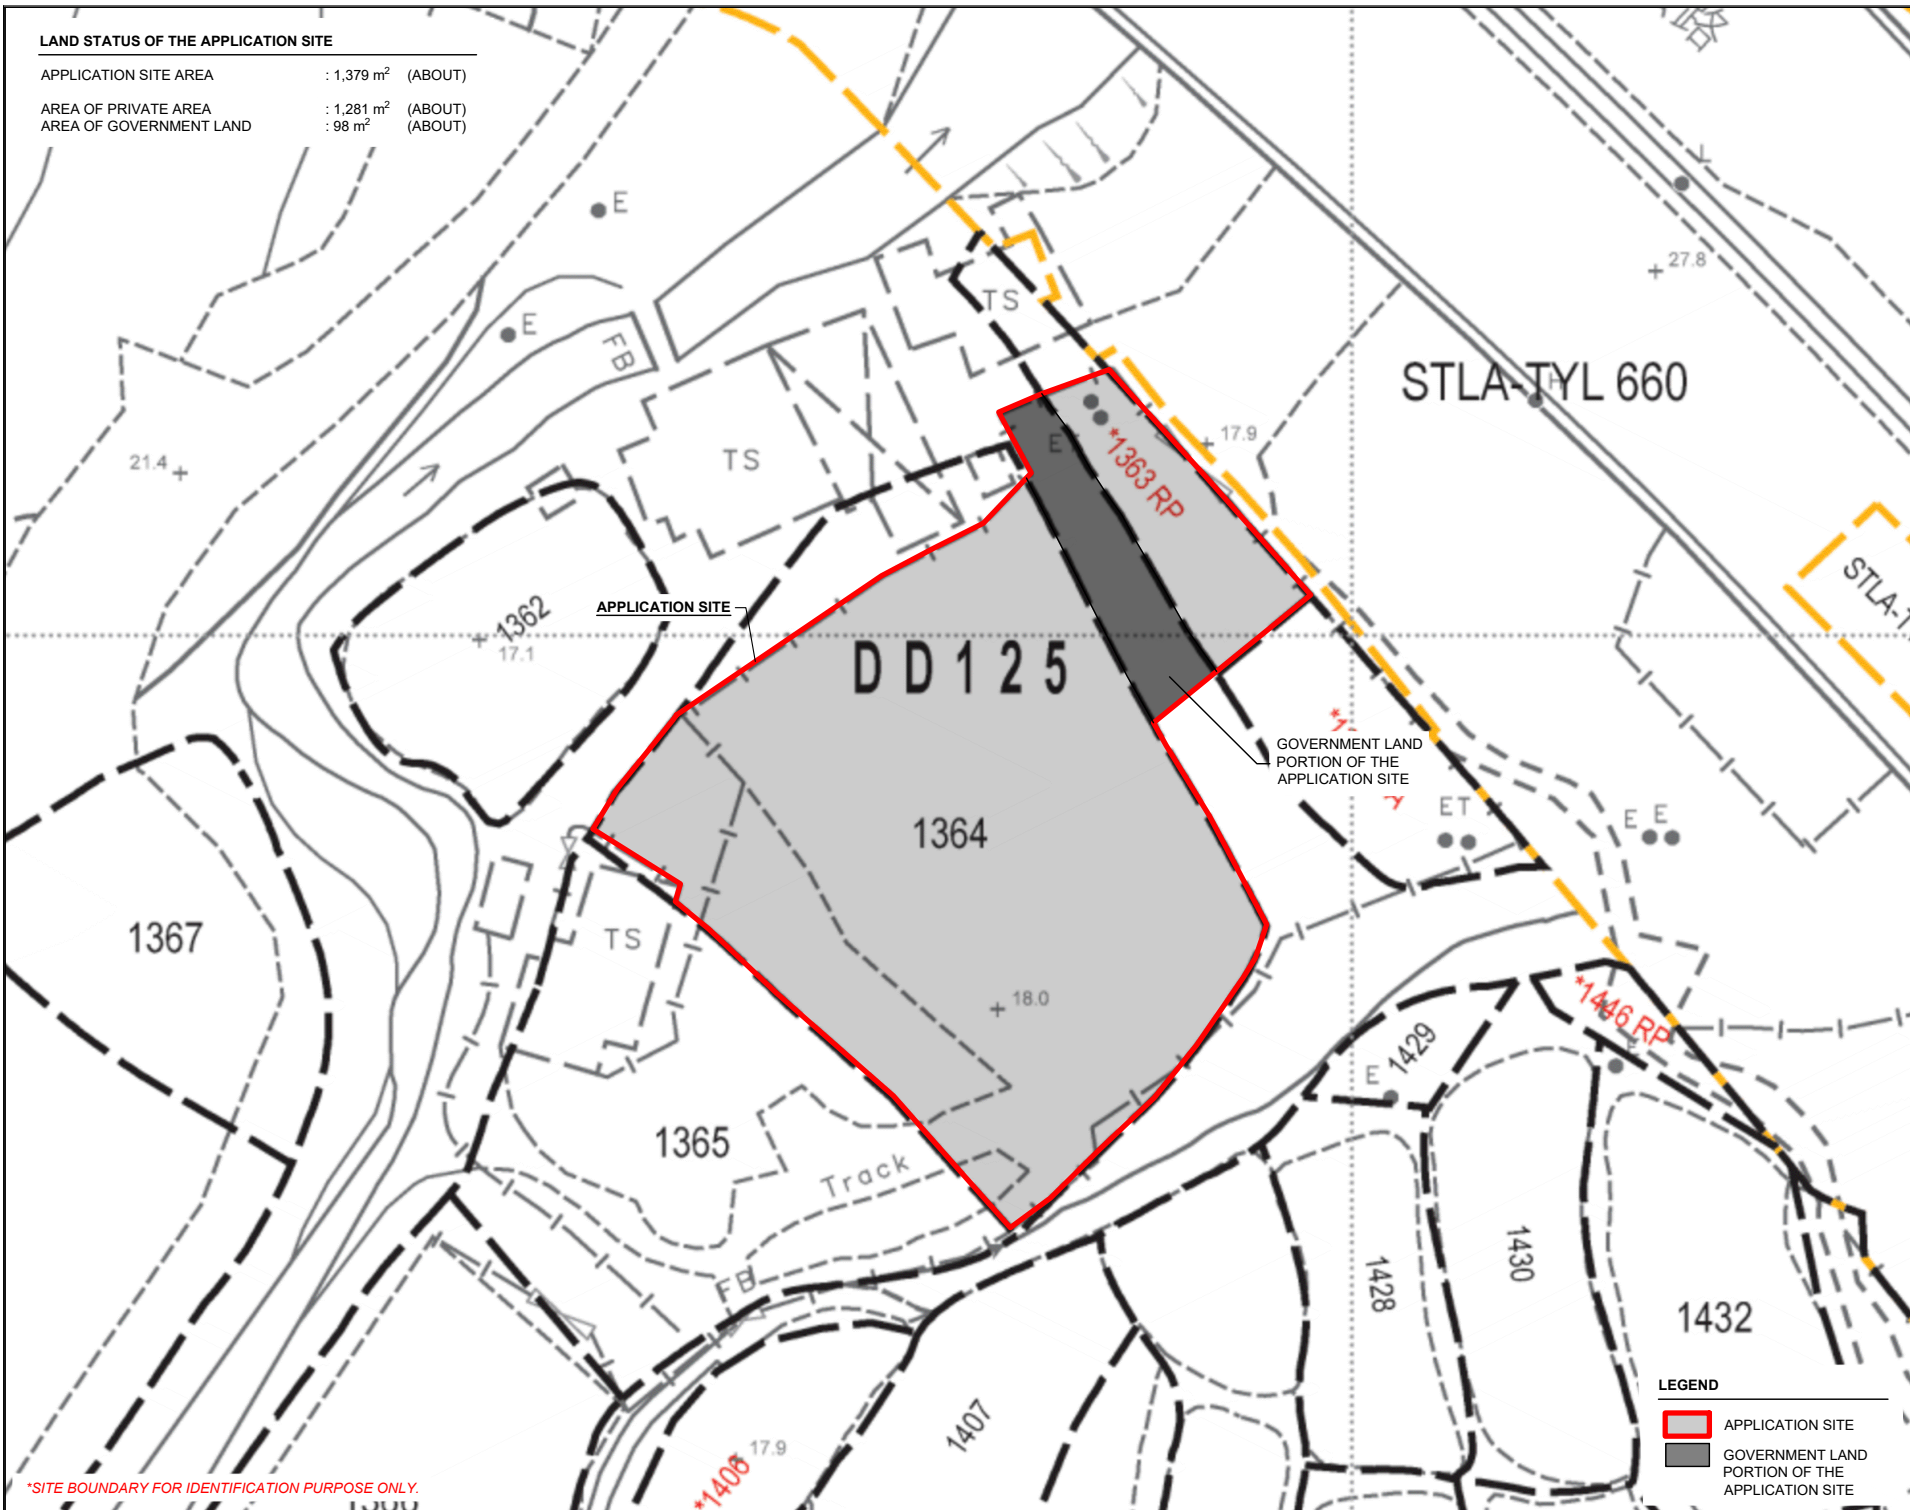 LAND STATUS OF THE APPLICATION SITE
APPLICATION SITE AREA : 1,379 m² (ABOUT)
AREA OF PRIVATE AREA : 1,281 m² (ABOUT)
AREA OF GOVERNMENT LAND : 98 m² (ABOUT)
路
L
E
27.8
TS
E
FB
STLA-TYL 660
H
17.9
ET
*1363 RP
TS
21.4
STLA-T
1362
17.1
APPLICATION SITE
DD125
GOVERNMENT LAND
PORTION OF THE
APPLICATION SITE
ET
E E
1364
1367
TS
18.0
*1446 RP
1429
E
E
1365
Track
FB
1428
1430
1432
1407
17.9
*1406
LEGEND
APPLICATION SITE
GOVERNMENT LAND
PORTION OF THE
APPLICATION SITE
*SITE BOUNDARY FOR IDENTIFICATION PURPOSE ONLY.